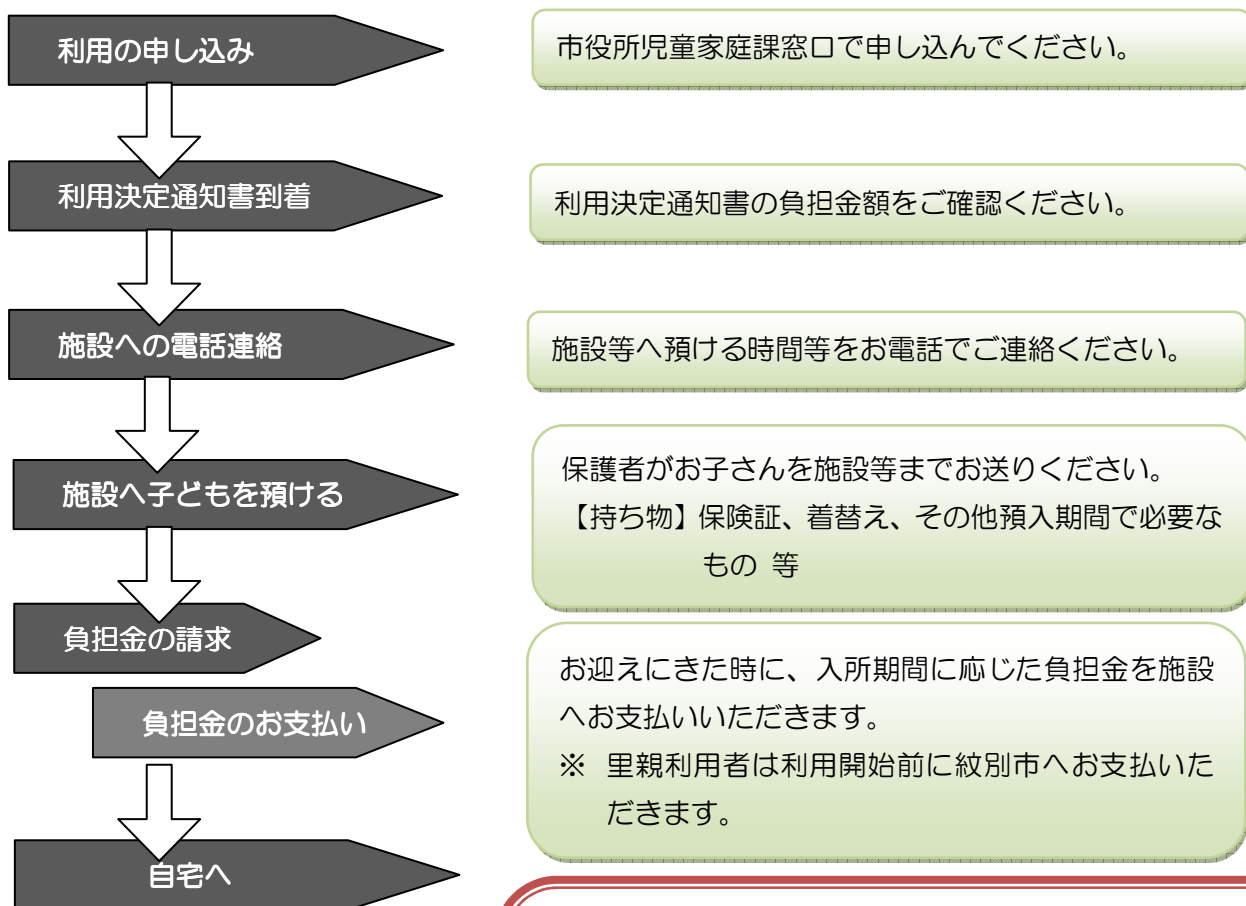 利用の申し込み
市役所児童家庭課窓口で申し込んでください。
利用決定通知書到着
利用決定通知書の負担金額をご確認ください。
施設への電話連絡
施設等へ預ける時間等をお電話でご連絡ください。
施設へ子どもを預ける
保護者がお子さんを施設等までお送りください。
【持ち物】保険証、着替え、その他預入期間で必要な
もの 等
負担金の請求
負担金のお支払い
お迎えにきた時に、入所期間に応じた負担金を施設
へお支払いいただきます。
※ 里親利用者は利用開始前に紋別市へお支払いた
だきます。
自宅へ